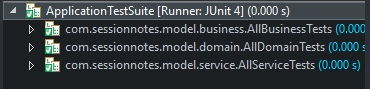 ApplicationTestSuite [Runner: JUnit 4] (0.000 s)
com.sessionnotes.model.business.AllBusinessTests (0.000 s)
com.sessionnotes.model.domain.AllDomainTests (0.000 s)
com.sessionnotes.model.service.AllServiceTests (0.000 s)